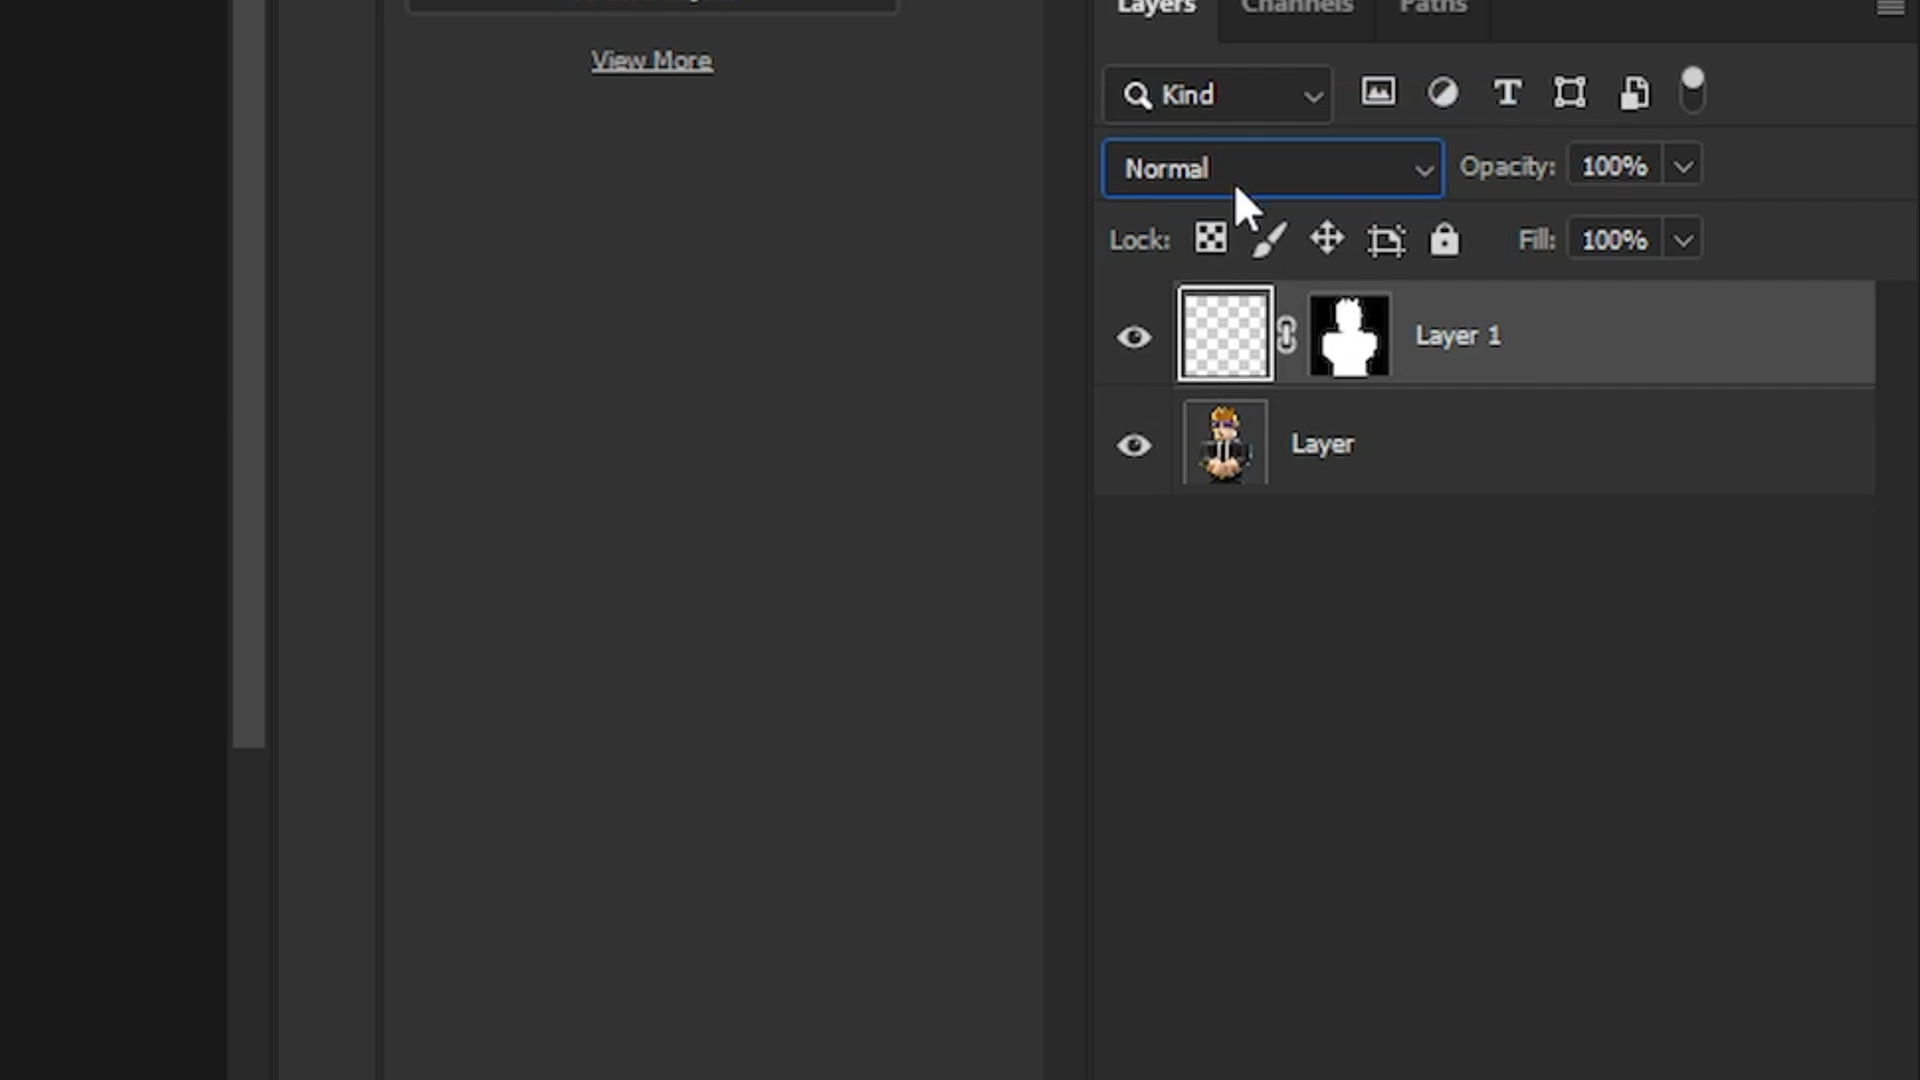 Layers Channels Paths
View More
Kind
Normal Opacity: 100%
Lock: Fill: 100%
Layer 1
Layer